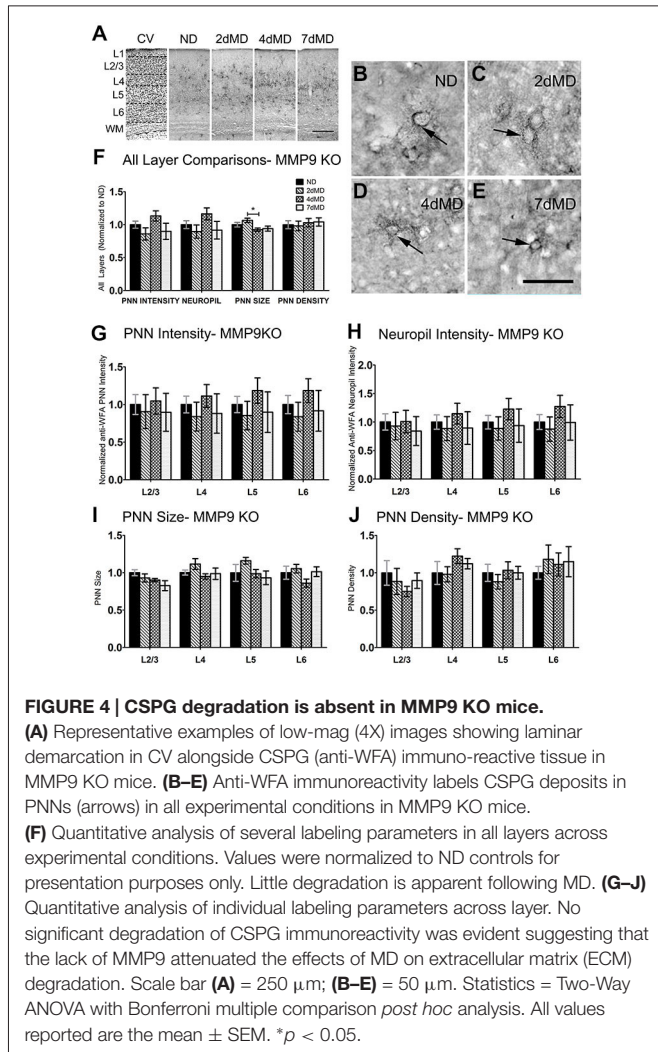 A
CV ND 2dMD 4dMD 7dMD
L1
L2/3
L4
L5
L6
WM
B ND
C 2dMD
D 4dMD
E 7dMD
F All Layer Comparisons- MMP9 KO
All Layers (Normalized to ND)
1.5
1.0
0.5
0.0
ND
2dMD
4dMD
7dMD
*
PNN INTENSITY NEUROPIL PNN SIZE PNN DENSITY
G PNN Intensity- MMP9KO
Normalized anti-WFA PNN Intensity
1.5
1.0
0.5
0.0
L2/3 L4 L5 L6
H Neuropil Intensity- MMP9 KO
Normalized Anti-WFA Neuropil Intensity
2.0
1.5
1.0
0.5
0.0
L2/3 L4 L5 L6
I PNN Size- MMP9 KO
PNN Size
1.5
1.0
0.5
0.0
L2/3 L4 L5 L6
J PNN Density- MMP9 KO
PNN Density
1.5
1.0
0.5
0.0
L2/3 L4 L5 L6
FIGURE 4 | CSPG degradation is absent in MMP9 KO mice.
(A) Representative examples of low-mag (4X) images showing laminar
demarcation in CV alongside CSPG (anti-WFA) immuno-reactive tissue in
MMP9 KO mice. (B–E) Anti-WFA immunoreactivity labels CSPG deposits in
PNNs (arrows) in all experimental conditions in MMP9 KO mice.
(F) Quantitative analysis of several labeling parameters in all layers across
experimental conditions. Values were normalized to ND controls for
presentation purposes only. Little degradation is apparent following MD. (G–J)
Quantitative analysis of individual labeling parameters across layer. No
significant degradation of CSPG immunoreactivity was evident suggesting that
the lack of MMP9 attenuated the effects of MD on extracellular matrix (ECM)
degradation. Scale bar (A) = 250 μm; (B–E) = 50 μm. Statistics = Two-Way
ANOVA with Bonferroni multiple comparison post hoc analysis. All values
reported are the mean ± SEM. *p < 0.05.